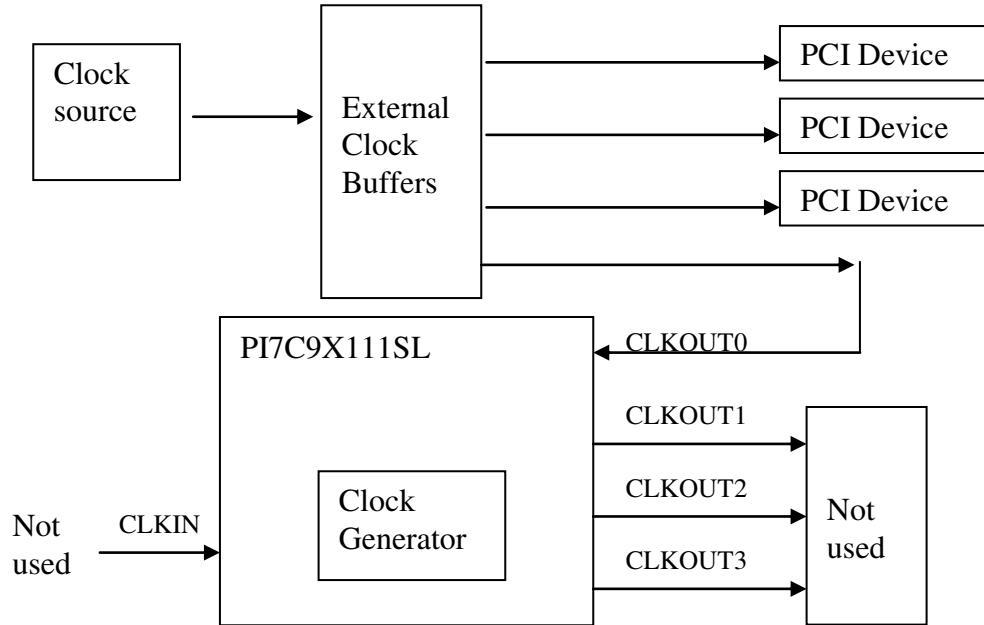 Clock
source
External
Clock
Buffers
PCI Device
PCI Device
PCI Device
PI7C9X111SL
CLKOUT0
CLKOUT1
CLKOUT2
CLKOUT3
Clock
Generator
Not
used
CLKIN
Not
used